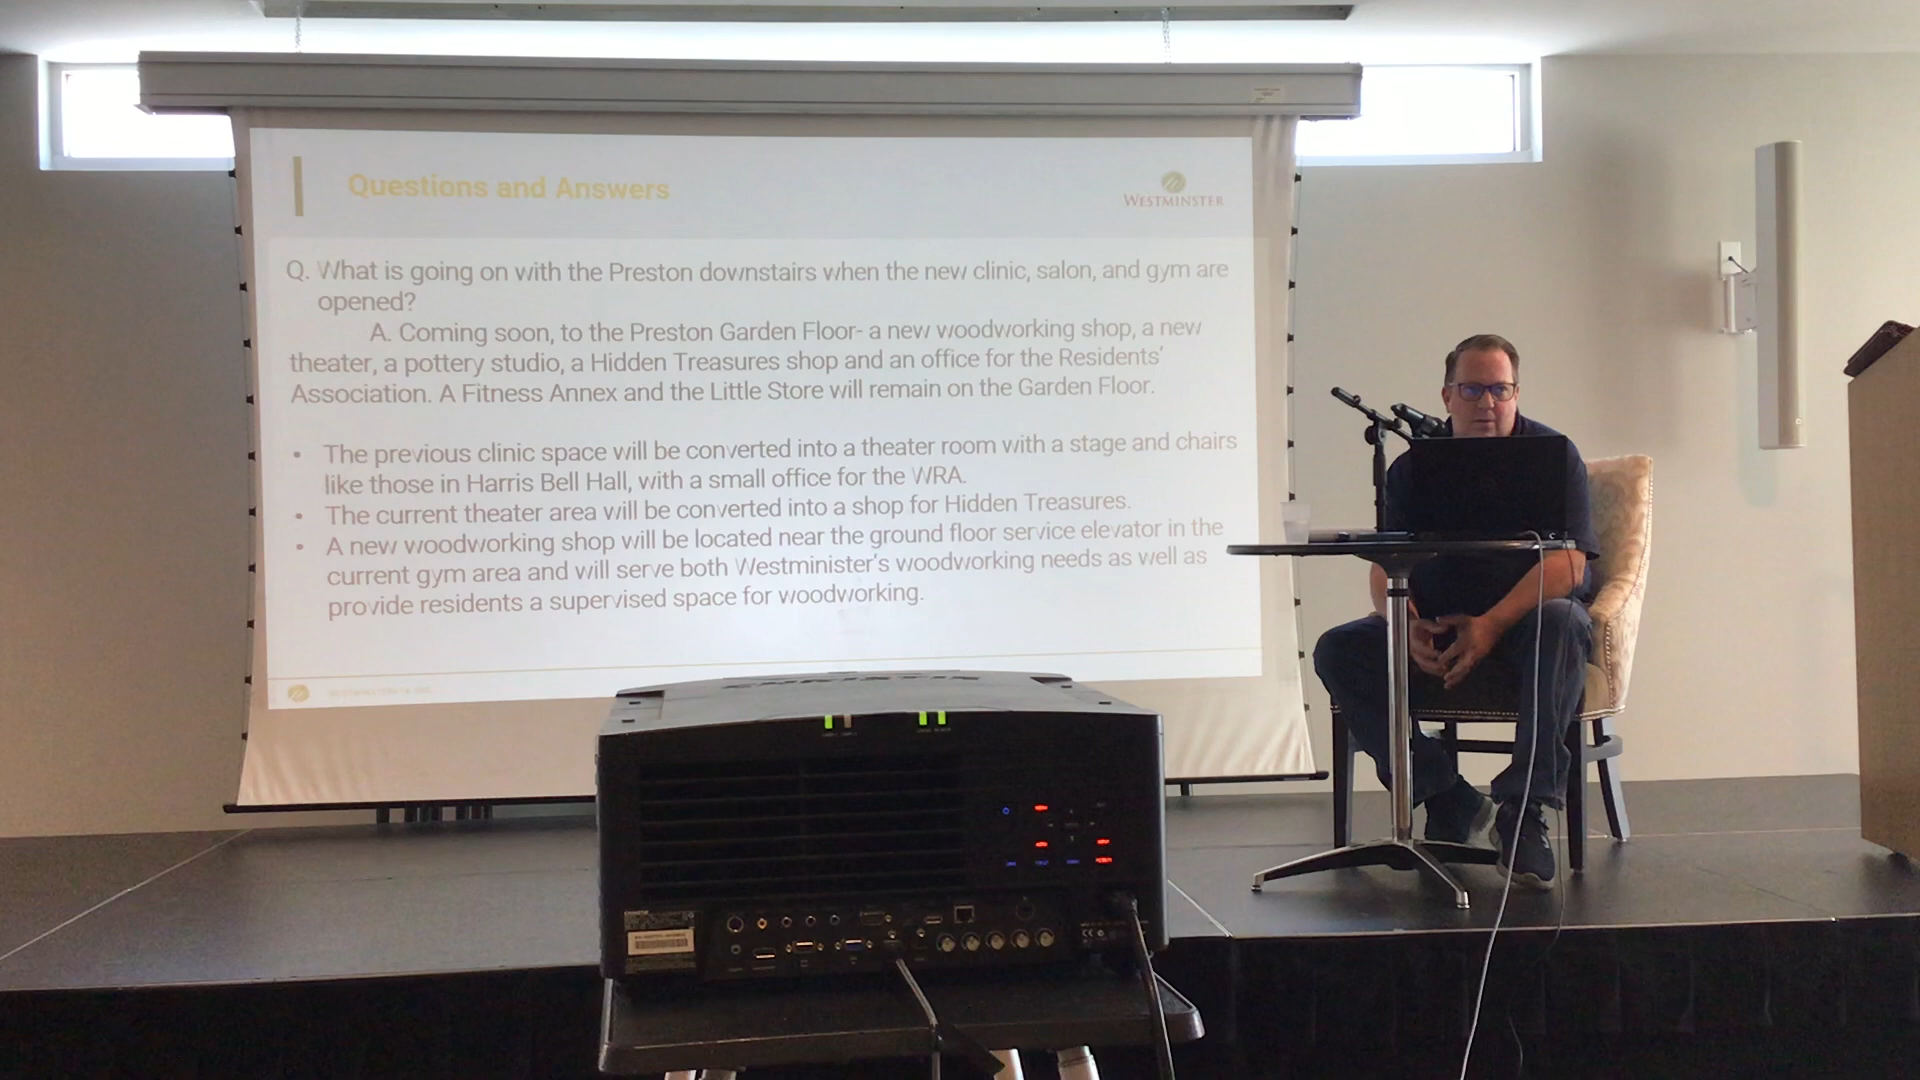 Questions and Answers
WESTMINSTER
Q. What is going on with the Preston downstairs when the new clinic, salon, and gym are
opened?
A. Coming soon, to the Preston Garden Floor- a new woodworking shop, a new
theater, a pottery studio, a Hidden Treasures shop and an office for the Residents'
Association. A Fitness Annex and the Little Store will remain on the Garden Floor.
• The previous clinic space will be converted into a theater room with a stage and chairs
like those in Harris Bell Hall, with a small office for the WRA.
• The current theater area will be converted into a shop for Hidden Treasures.
• A new woodworking shop will be located near the ground floor service elevator in the
current gym area and will serve both Westminister's woodworking needs as well as
provide residents a supervised space for woodworking.
CHRISTIE